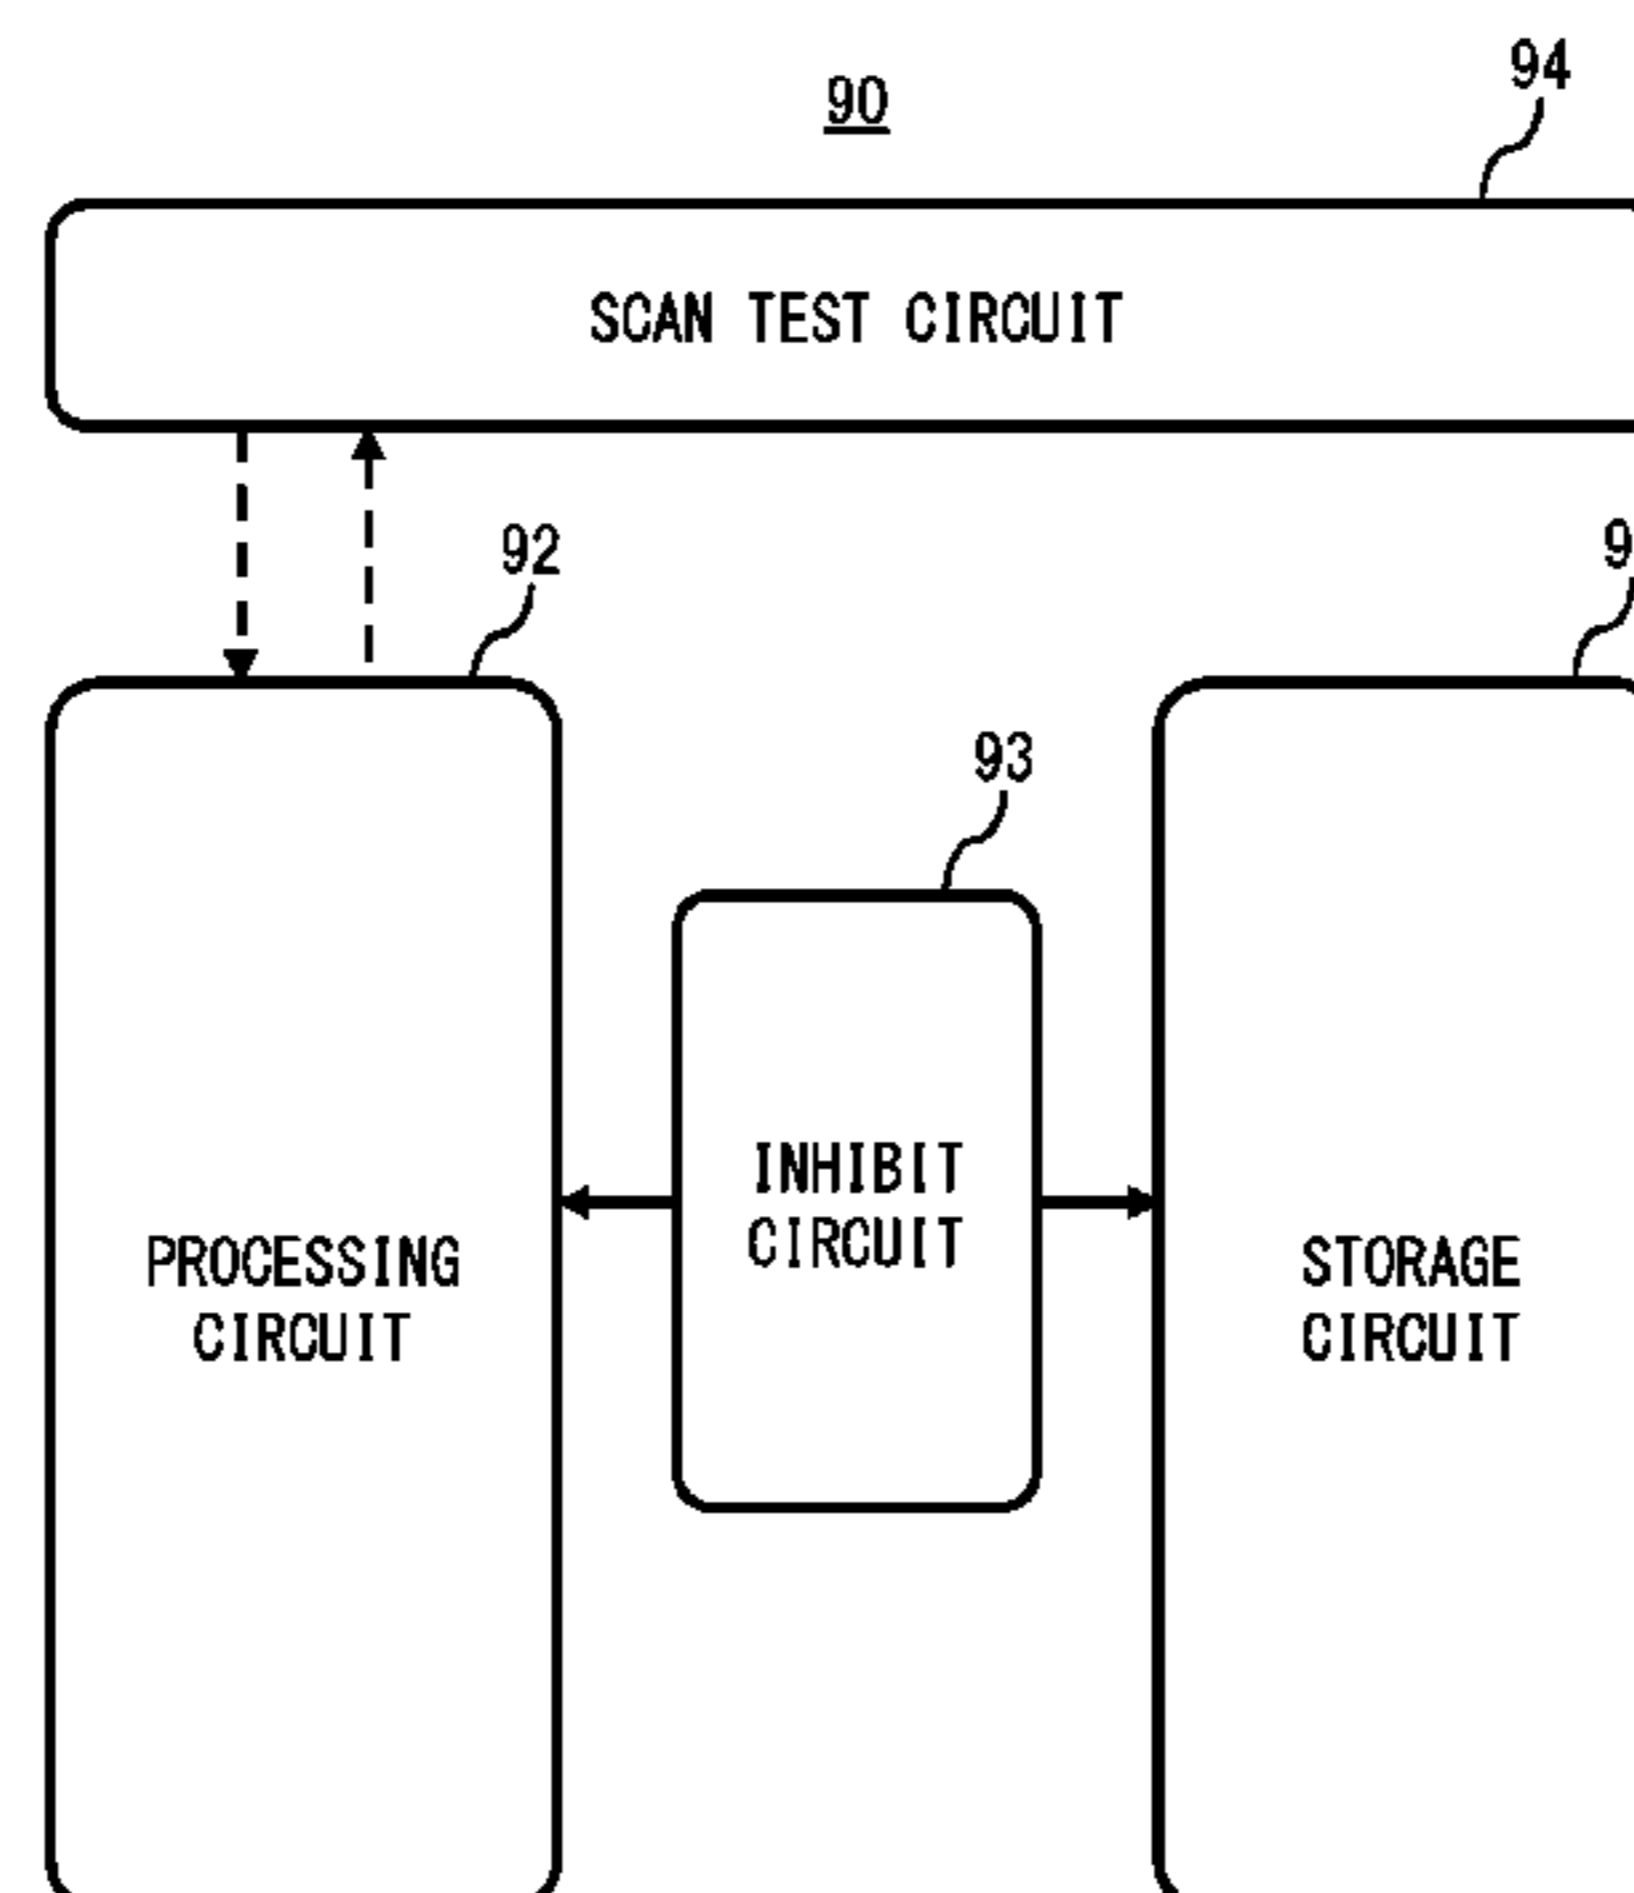 90
94
SCAN TEST CIRCUIT
92
93
INHIBIT
CIRCUIT
PROCESSING
CIRCUIT
STORAGE
CIRCUIT